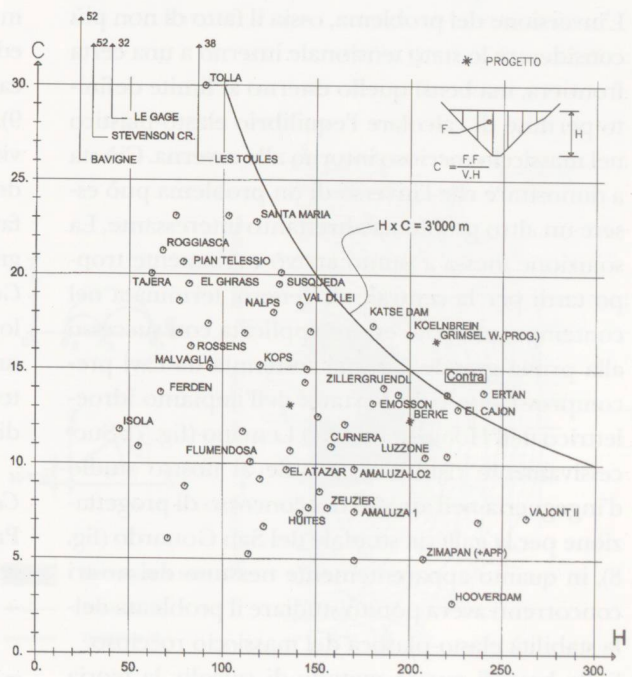 52
52 32
38
C
✱ PROGETTO
TOLLA
30.
LE GAGE
STEVENSON CR.
BAVIGNE
LES TOULES
F
H
C = F.F. / V.H
25.
SANTA MARIA
H x C = 3'000 m
ROGGIASCA
PIAN TELESSIO
20.
TAJERA
EL GHRASS
SUSQUEDA
NALPS
VAL DI LEI
KATSE DAM
KOELNBREIN
GRIMSEL W.(PROG.)
ROSSENS
MALVAGLIA
KOPS
15.
ZILLERGRUENDL
Contra
FERDEN
EMOSSON
ERTAN
BERKE
EL CAJON
ISOLA
CURNERA
FLUMENDOSA
LUZZONE
10.
EL ATAZAR
AMALUZA-LO2
ZEUZIER
HOITES
AMALUZA 1
VAJONT II
5.
ZIMAPAN (+APP)
HOOVERDAM
H
0.
0. 50. 100. 150. 200. 250. 300.